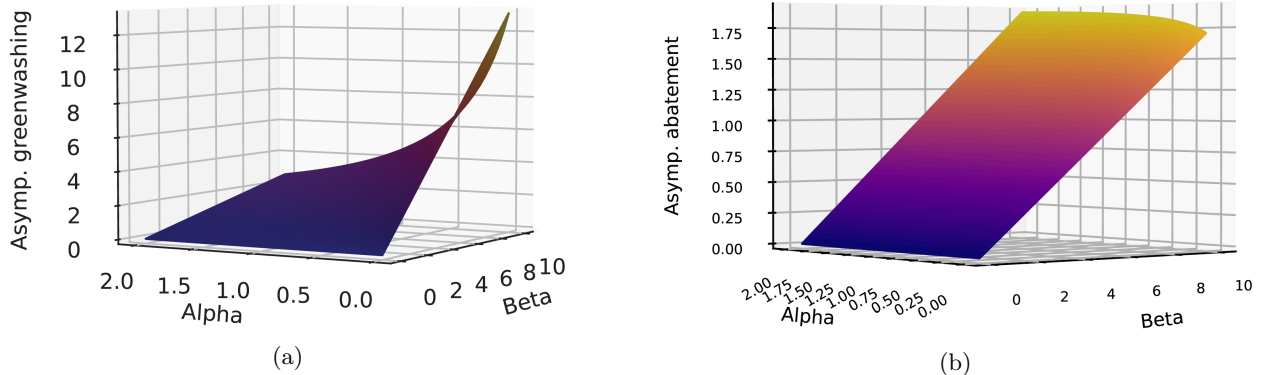 Asymp. greenwashing
12
10
8
6
4
2
0
2.0 1.5 1.0 0.5 0.0
Alpha
0 2 4 6 8 10
Beta
(a)
Asymp. abatement
1.75
1.50
1.25
1.00
0.75
0.50
0.25
0.00
2.00 1.75 1.50 1.25 1.00 0.75 0.50 0.25 0.00
Alpha
0 2 4 6 8 10
Beta
(b)